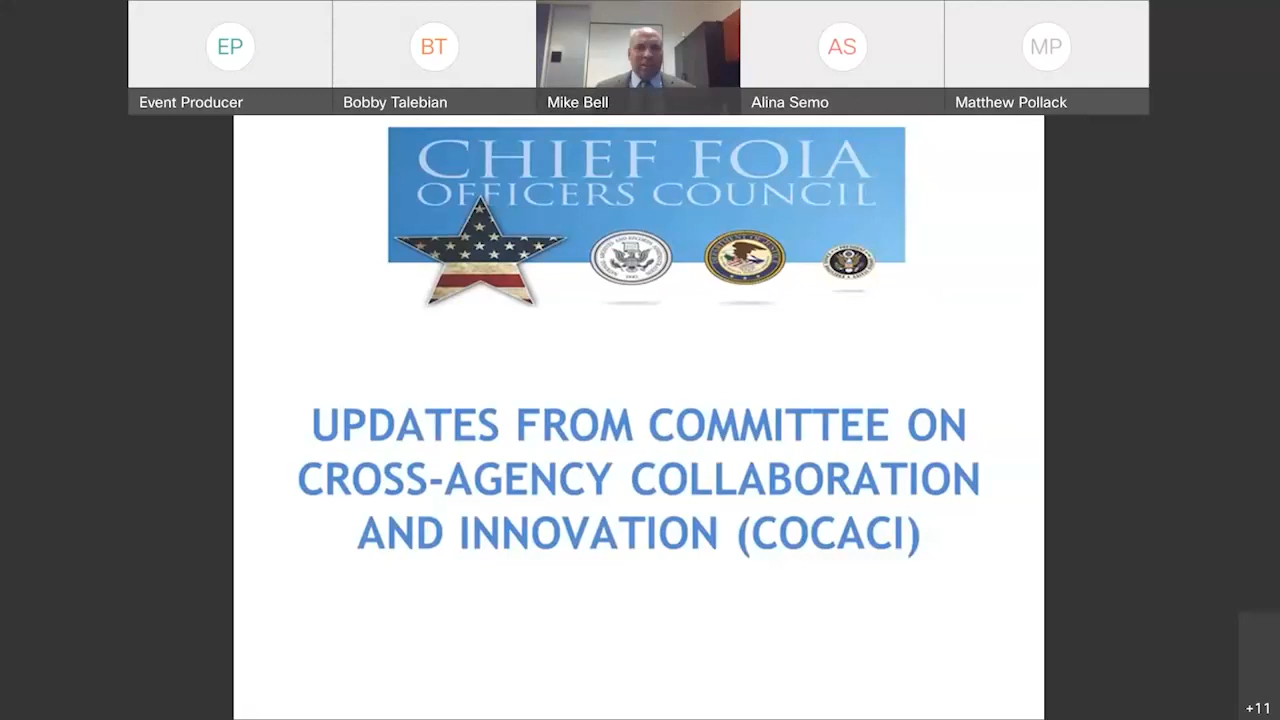 EP
BT
AS
MP
Event Producer
Bobby Talebian
Mike Bell
Alina Semo
Matthew Pollack
CHIEF FOIA
OFFICERS COUNCIL
UPDATES FROM COMMITTEE ON
CROSS-AGENCY COLLABORATION
AND INNOVATION (COCACI)
+11